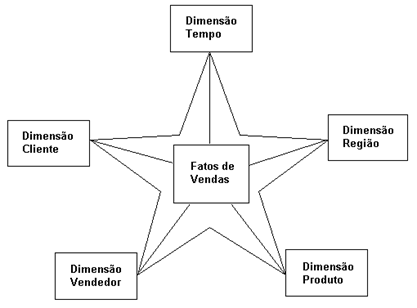 Dimensão
Tempo
Dimensão
Cliente
Dimensão
Região
Fatos de
Vendas
Dimensão
Vendedor
Dimensão
Produto